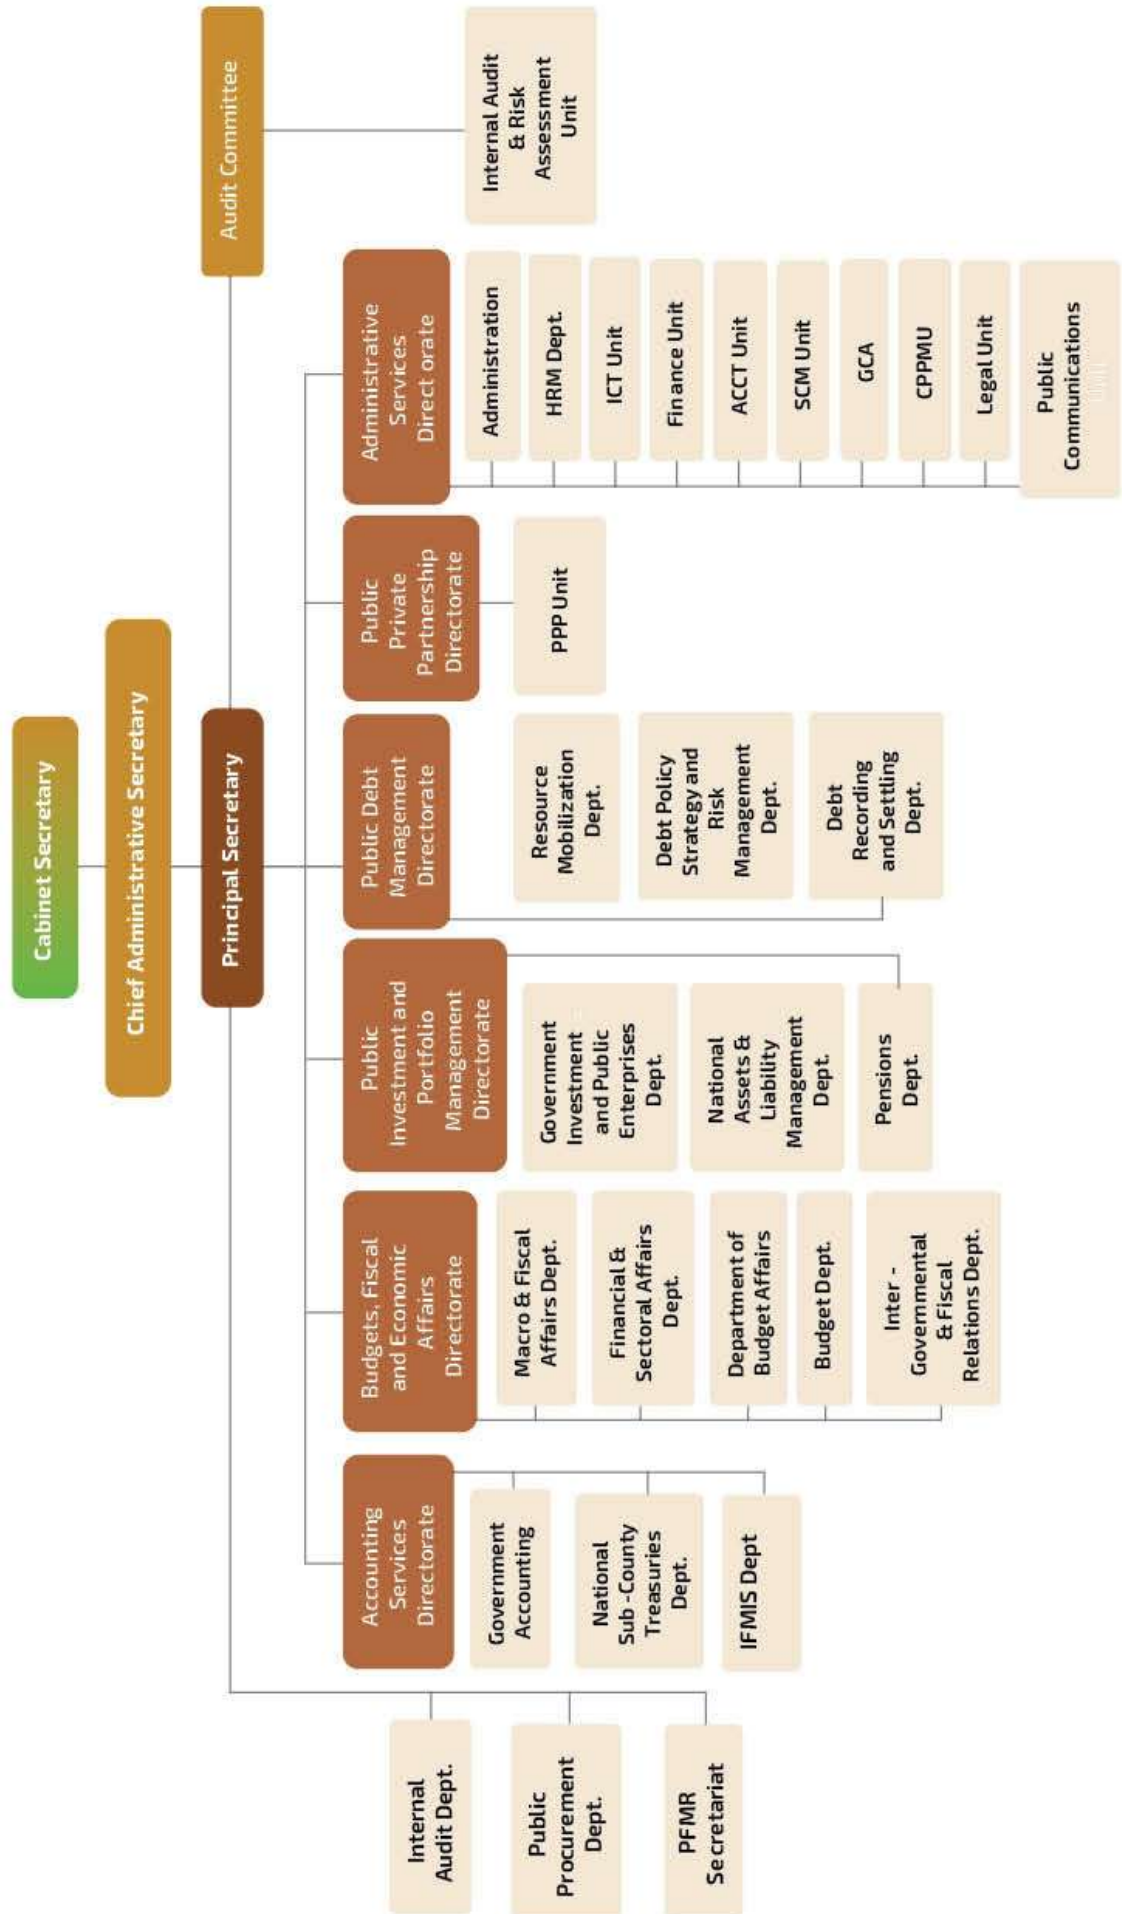 Cabinet Secretary
Chief Administrative Secretary
Principal Secretary
Audit Committee
Internal Audit
& Risk
Assessment
Unit
Internal
Audit Dept.
Public
Procurement
Dept.
PFMR
Secretariat
Accounting
Services
Directorate
Government
Accounting
National
Sub -County
Treasuries
Dept.
IFMIS Dept
Budgets, Fiscal
and Economic
Affairs
Directorate
Macro & Fiscal
Affairs Dept.
Financial &
Sectoral Affairs
Dept.
Department of
Budget Affairs
Budget Dept.
Inter -
Governmental
& Fiscal
Relations Dept.
Public
Investment and
Portfolio
Management
Directorate
Government
Investment
and Public
Enterprises
Dept.
National
Assets &
Liability
Management
Dept.
Pensions
Dept.
Public Debt
Management
Directorate
Resource
Mobilization
Dept.
Debt Policy
Strategy and
Risk
Management
Dept.
Debt
Recording
and Settling
Dept.
Public
Private
Partnership
Directorate
PPP Unit
Administrative
Services
Direct orate
Administration
HRM Dept.
ICT Unit
Finance Unit
ACCT Unit
SCM Unit
GCA
CPPMU
Legal Unit
Public
Communications
Unit